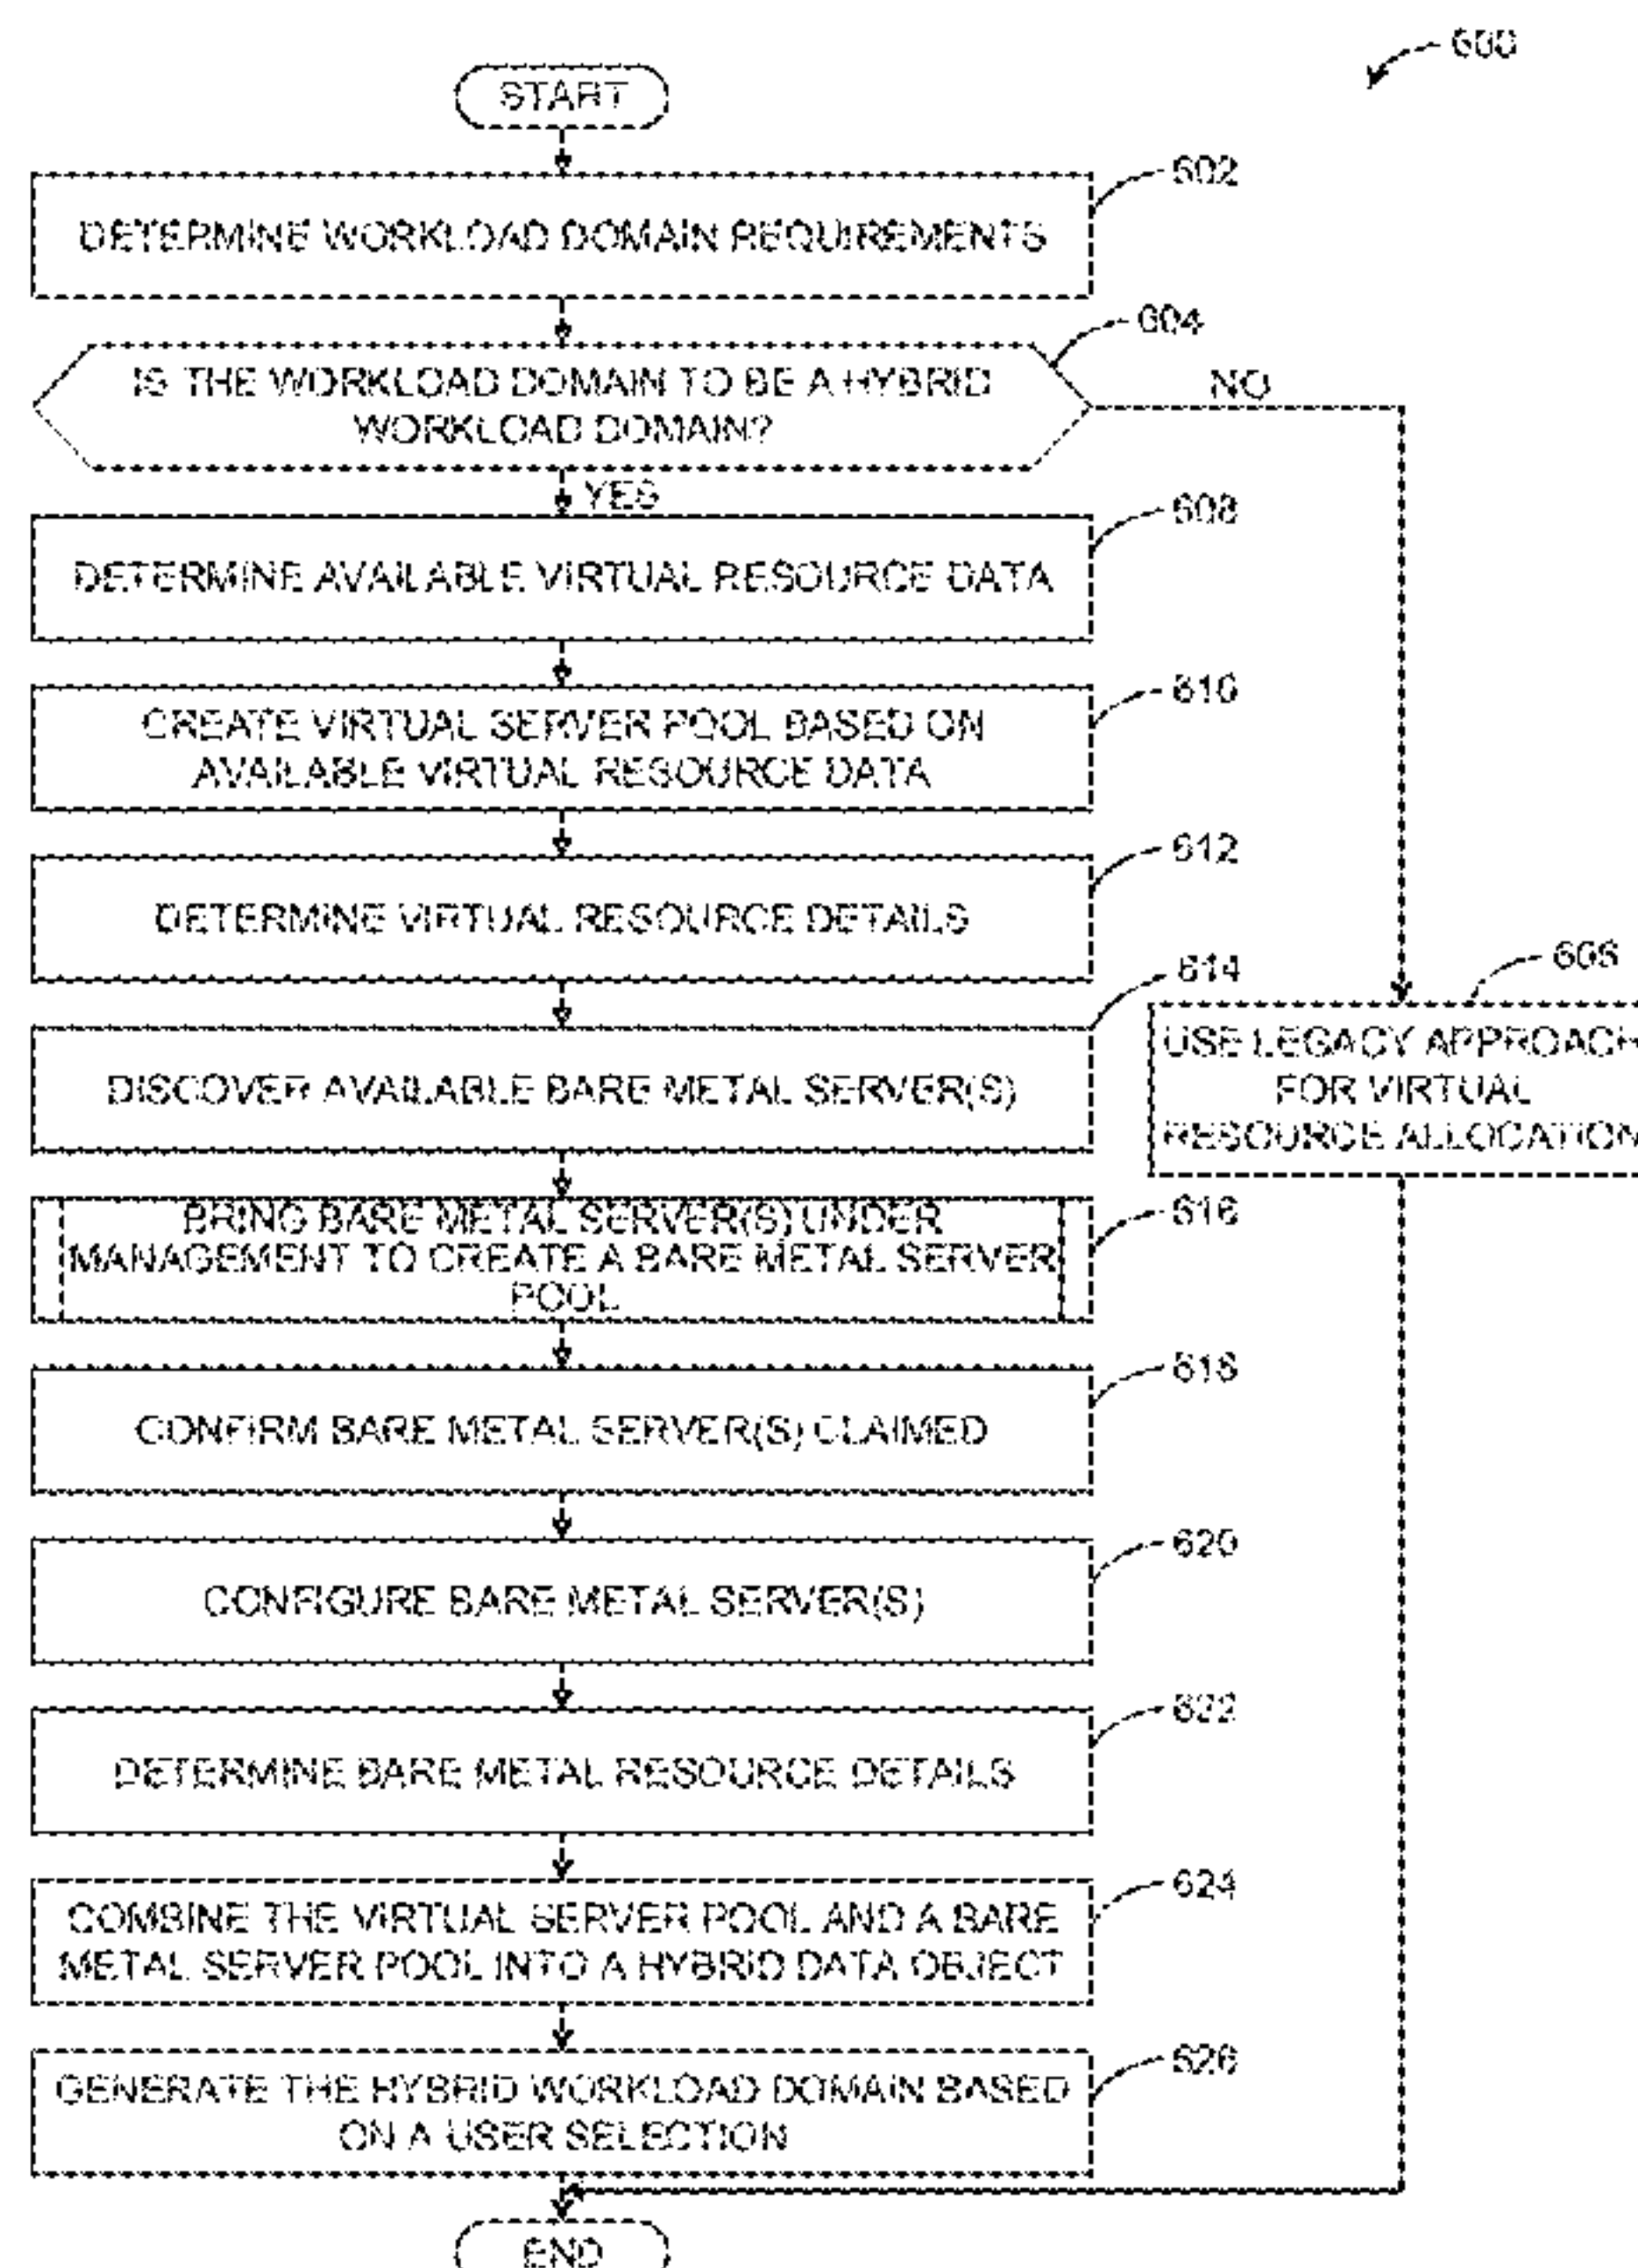 600
START
602
DETERMINE WORKLOAD DOMAIN REQUIREMENTS
604
IS THE WORKLOAD DOMAIN TO BE A HYBRID
WORKLOAD DOMAIN?
NO
YES
608
DETERMINE AVAILABLE VIRTUAL RESOURCE DATA
610
CREATE VIRTUAL SERVER POOL BASED ON
AVAILABLE VIRTUAL RESOURCE DATA
612
DETERMINE VIRTUAL RESOURCE DETAILS
614
DISCOVER AVAILABLE BARE METAL SERVER(S)
606
USE LEGACY APPROACH
FOR VIRTUAL
RESOURCE ALLOCATION
616
BRING BARE METAL SERVER(S) UNDER
MANAGEMENT TO CREATE A BARE METAL SERVER
POOL
618
CONFIRM BARE METAL SERVER(S) CLAIMED
620
CONFIGURE BARE METAL SERVER(S)
622
DETERMINE BARE METAL RESOURCE DETAILS
624
COMBINE THE VIRTUAL SERVER POOL AND A BARE
METAL SERVER POOL INTO A HYBRID DATA OBJECT
626
GENERATE THE HYBRID WORKLOAD DOMAIN BASED
ON A USER SELECTION
END